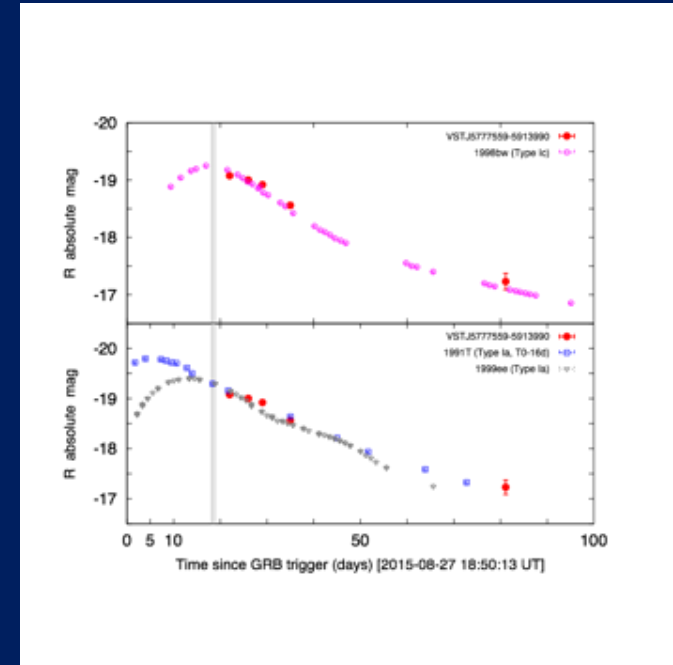 -20
-19
-18
-17
R absolute mag
VSTJ5777559-5913990
1998bw (Type Ic)
-20
-19
-18
-17
R absolute mag
VSTJ5777559-5913990
1991T (Type Ia, T0-16d)
1999ee (Type Ia)
0 5 10 50 100
Time since GRB trigger (days) [2015-08-27 18:50:13 UT]